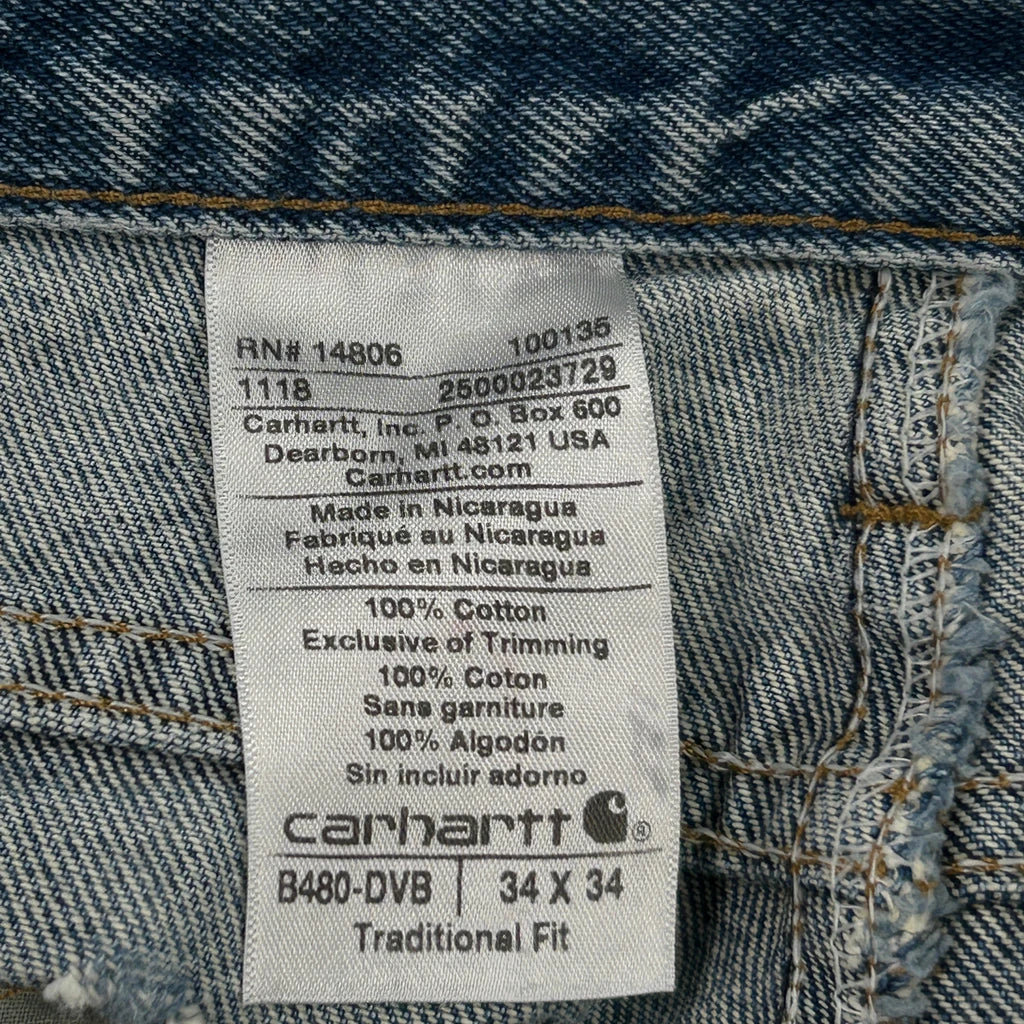 RN# 14806 100135
1118 2500023729
Carhartt, Inc. P. O. Box 600
Dearborn, MI 48121 USA
Carhartt.com
Made in Nicaragua
Fabriqué au Nicaragua
Hecho en Nicaragua
100% Cotton
Exclusive of Trimming
100% Coton
Sans garniture
100% Algodón
Sin incluir adorno
carhartt ®
B480-DVB 34 X 34
Traditional Fit